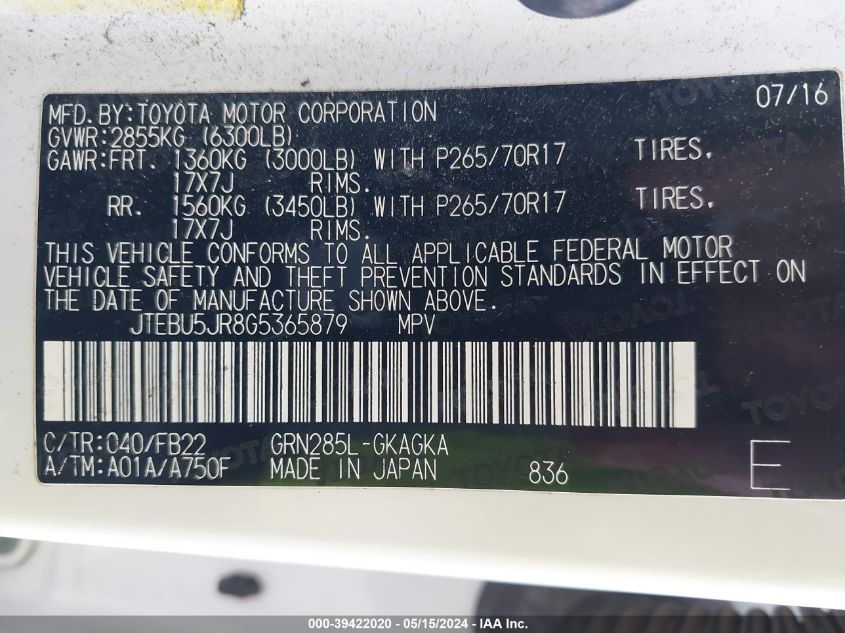 07/16
MFD.BY:TOYOTA MOTOR CORPORATION
GVWR:2855KG (6300LB)
GAWR:FRT. 1360KG (3000LB) WITH P265/70R17 TIRES.
17X7J RIMS.
RR. 1560KG (3450LB) WITH P265/70R17 TIRES.
17X7J RIMS.
THIS VEHICLE CONFORMS TO ALL APPLICABLE FEDERAL MOTOR
VEHICLE SAFETY AND THEFT PREVENTION STANDARDS IN EFFECT ON
THE DATE OF MANUFACTURE SHOWN ABOVE.
JTEBU5JR8G5365879 MPV
C/TR:040/FB22 GRN285L-GKAGKA
A/TM:A01A/A750F MADE IN JAPAN 836 E
000-39422020 - 05/15/2024 - IAA Inc.